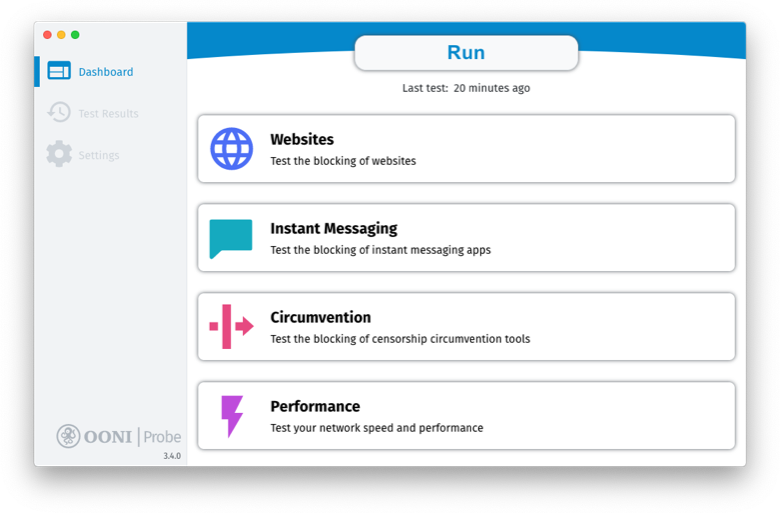 Run
Last test: 20 minutes ago
Dashboard
Test Results
Settings
Websites
Test the blocking of websites
Instant Messaging
Test the blocking of instant messaging apps
Circumvention
Test the blocking of censorship circumvention tools
Performance
Test your network speed and performance
OONI | Probe
3.4.0